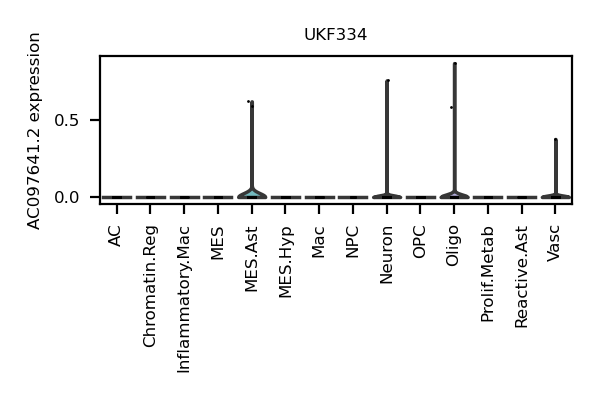 UKF334
AC097641.2 expression
0.5
0.0
AC
Chromatin.Reg
Inflammatory.Mac
MES
MES.Ast
MES.Hyp
Mac
NPC
Neuron
OPC
Oligo
Prolif.Metab
Reactive.Ast
Vasc